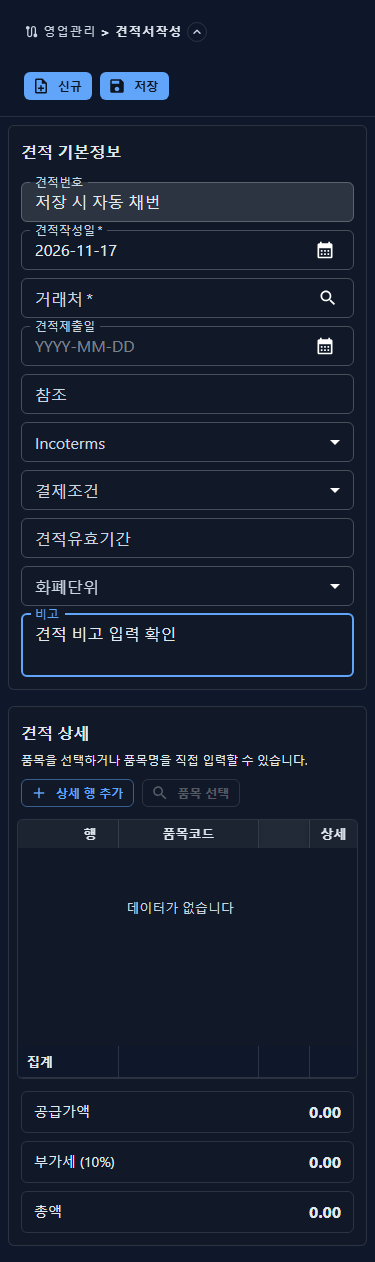 영업관리 > 견적서작성
신규 저장
견적 기본정보
견적번호
저장 시 자동 채번
견적작성일 *
2026-11-17
거래처 *
견적제출일
YYYY-MM-DD
참조
Incoterms
결제조건
견적유효기간
화폐단위
비고
견적 비고 입력 확인
견적 상세
품목을 선택하거나 품목명을 직접 입력할 수 있습니다.
상세 행 추가 품목 선택
행 품목코드 상세
데이터가 없습니다
집계
공급가액 0.00
부가세 (10%) 0.00
총액 0.00